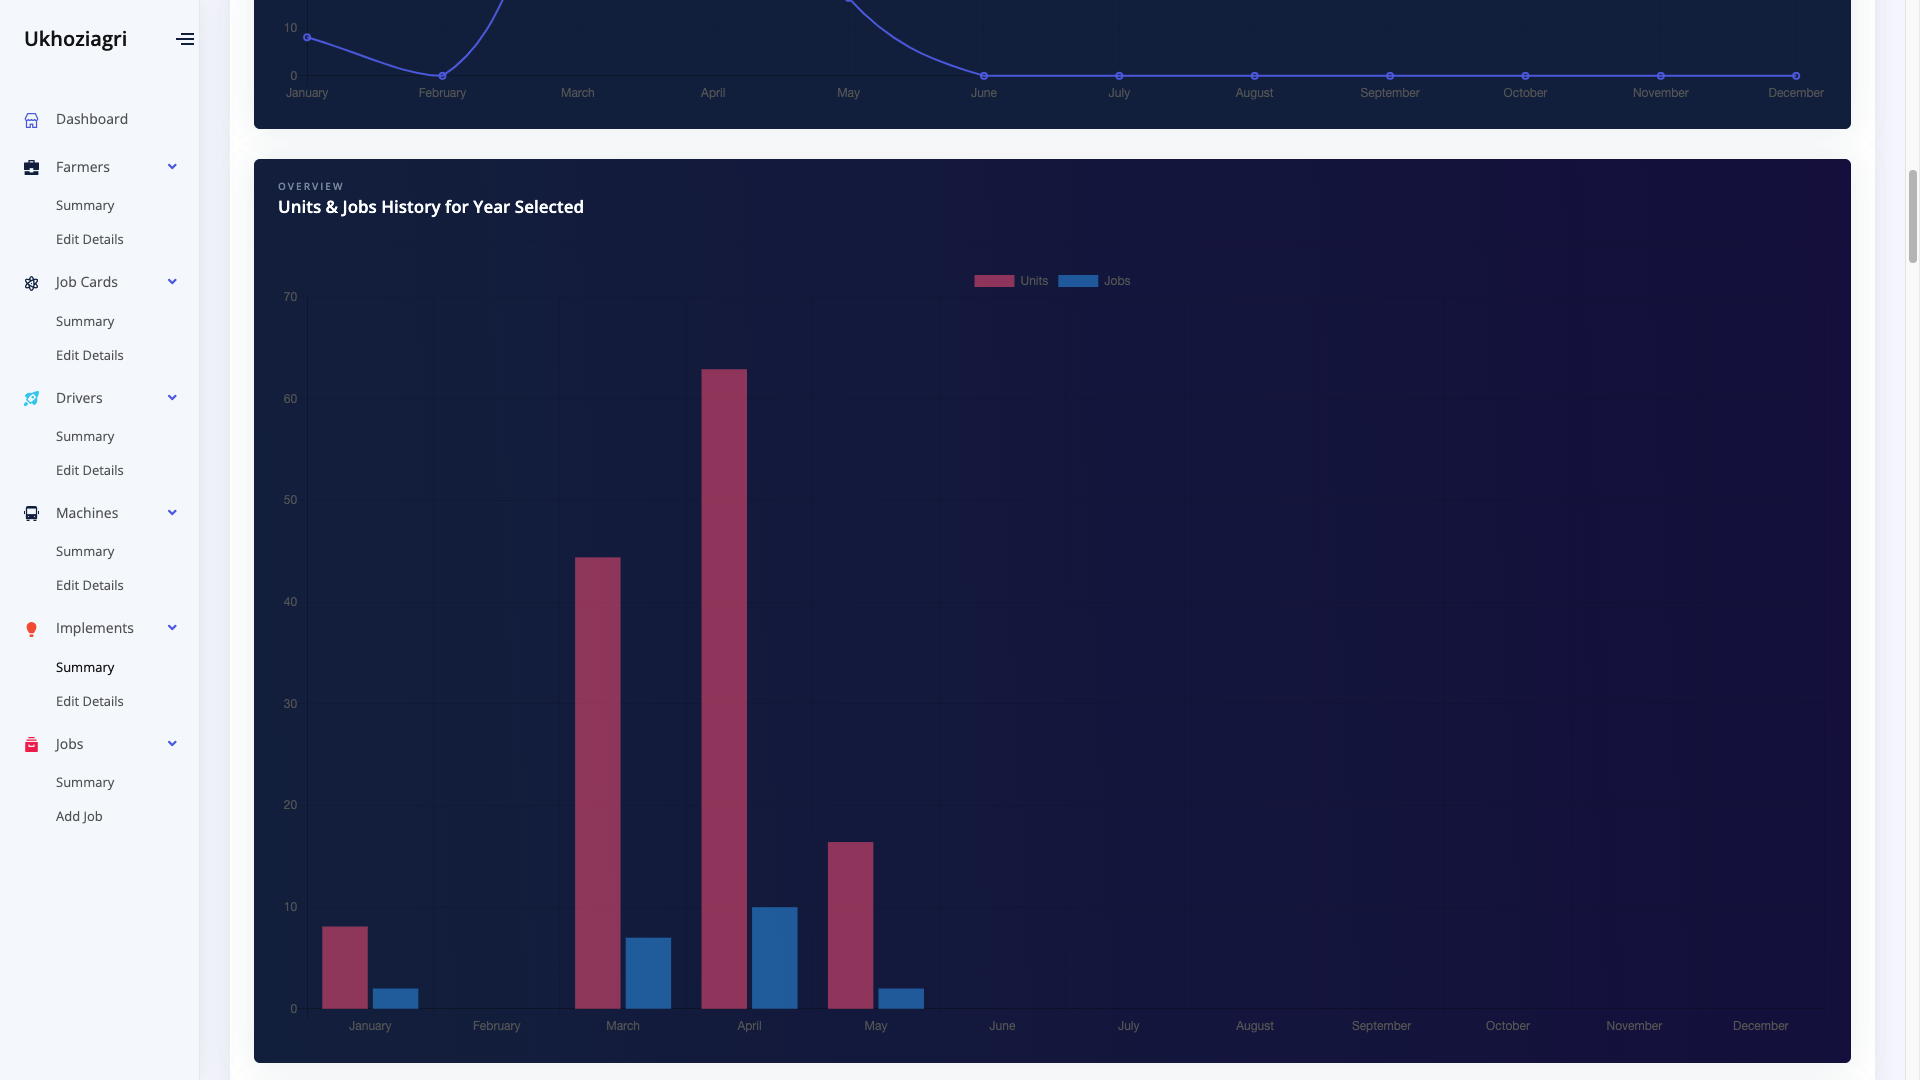 Ukhoziagri
Dashboard
Farmers
Summary
Edit Details
Job Cards
Summary
Edit Details
Drivers
Summary
Edit Details
Machines
Summary
Edit Details
Implements
Summary
Edit Details
Jobs
Summary
Add Job
10
0
January February March April May June July August September October November December
OVERVIEW
Units & Jobs History for Year Selected
Units Jobs
70
60
50
40
30
20
10
0
January February March April May June July August September October November December